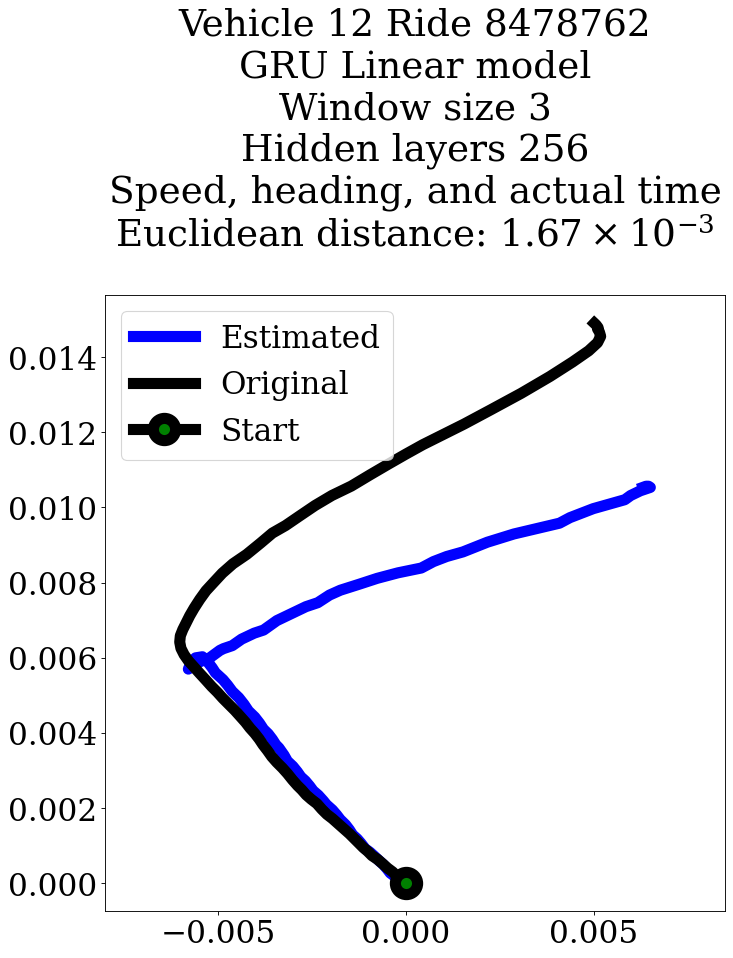 Vehicle 12 Ride 8478762
GRU Linear model
Window size 3
Hidden layers 256
Speed, heading, and actual time
Euclidean distance: 1.67 × 10⁻³
Estimated
Original
Start
0.014
0.012
0.010
0.008
0.006
0.004
0.002
0.000
−0.005 0.000 0.005